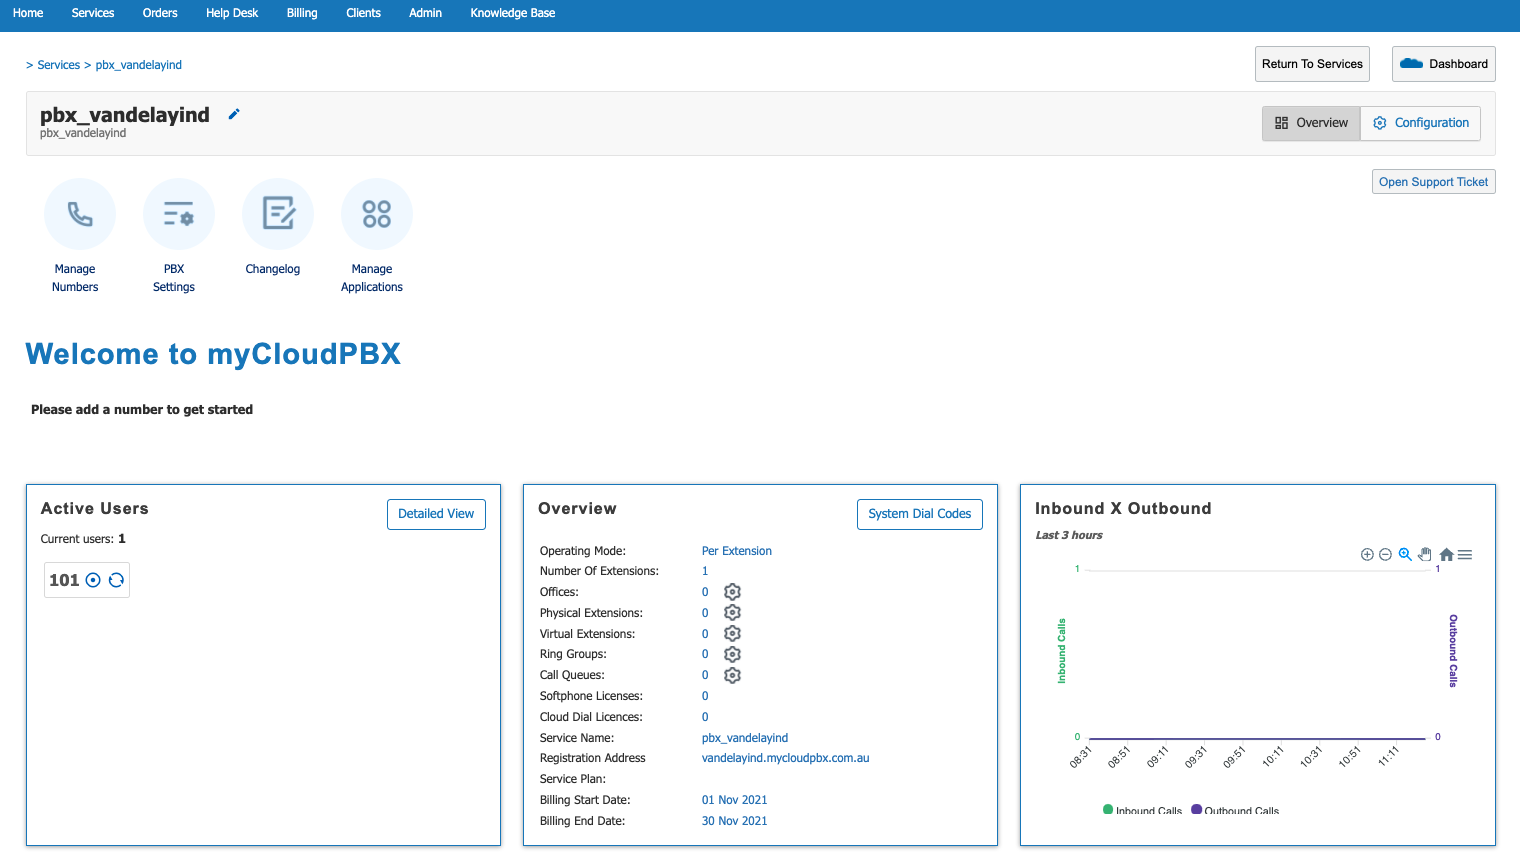 Home Services Orders Help Desk Billing Clients Admin Knowledge Base
> Services > pbx_vandelayind
Return To Services
Dashboard
pbx_vandelayind
pbx_vandelayind
Overview
Configuration
Open Support Ticket
Manage
Numbers
PBX
Settings
Changelog
Manage
Applications
Welcome to myCloudPBX
Please add a number to get started
Active Users
Detailed View
Current users: 1
101
Overview
System Dial Codes
Operating Mode: Per Extension
Number Of Extensions: 1
Offices: 0
Physical Extensions: 0
Virtual Extensions: 0
Ring Groups: 0
Call Queues: 0
Softphone Licenses: 0
Cloud Dial Licences: 0
Service Name: pbx_vandelayind
Registration Address vandelayind.mycloudpbx.com.au
Service Plan:
Billing Start Date: 01 Nov 2021
Billing End Date: 30 Nov 2021
Inbound X Outbound
Last 3 hours
1
1
Inbound Calls
Outbound Calls
0
0
08:31 08:51 09:11 09:31 09:51 10:11 10:31 10:51 11:11
Inbound Calls Outbound Calls